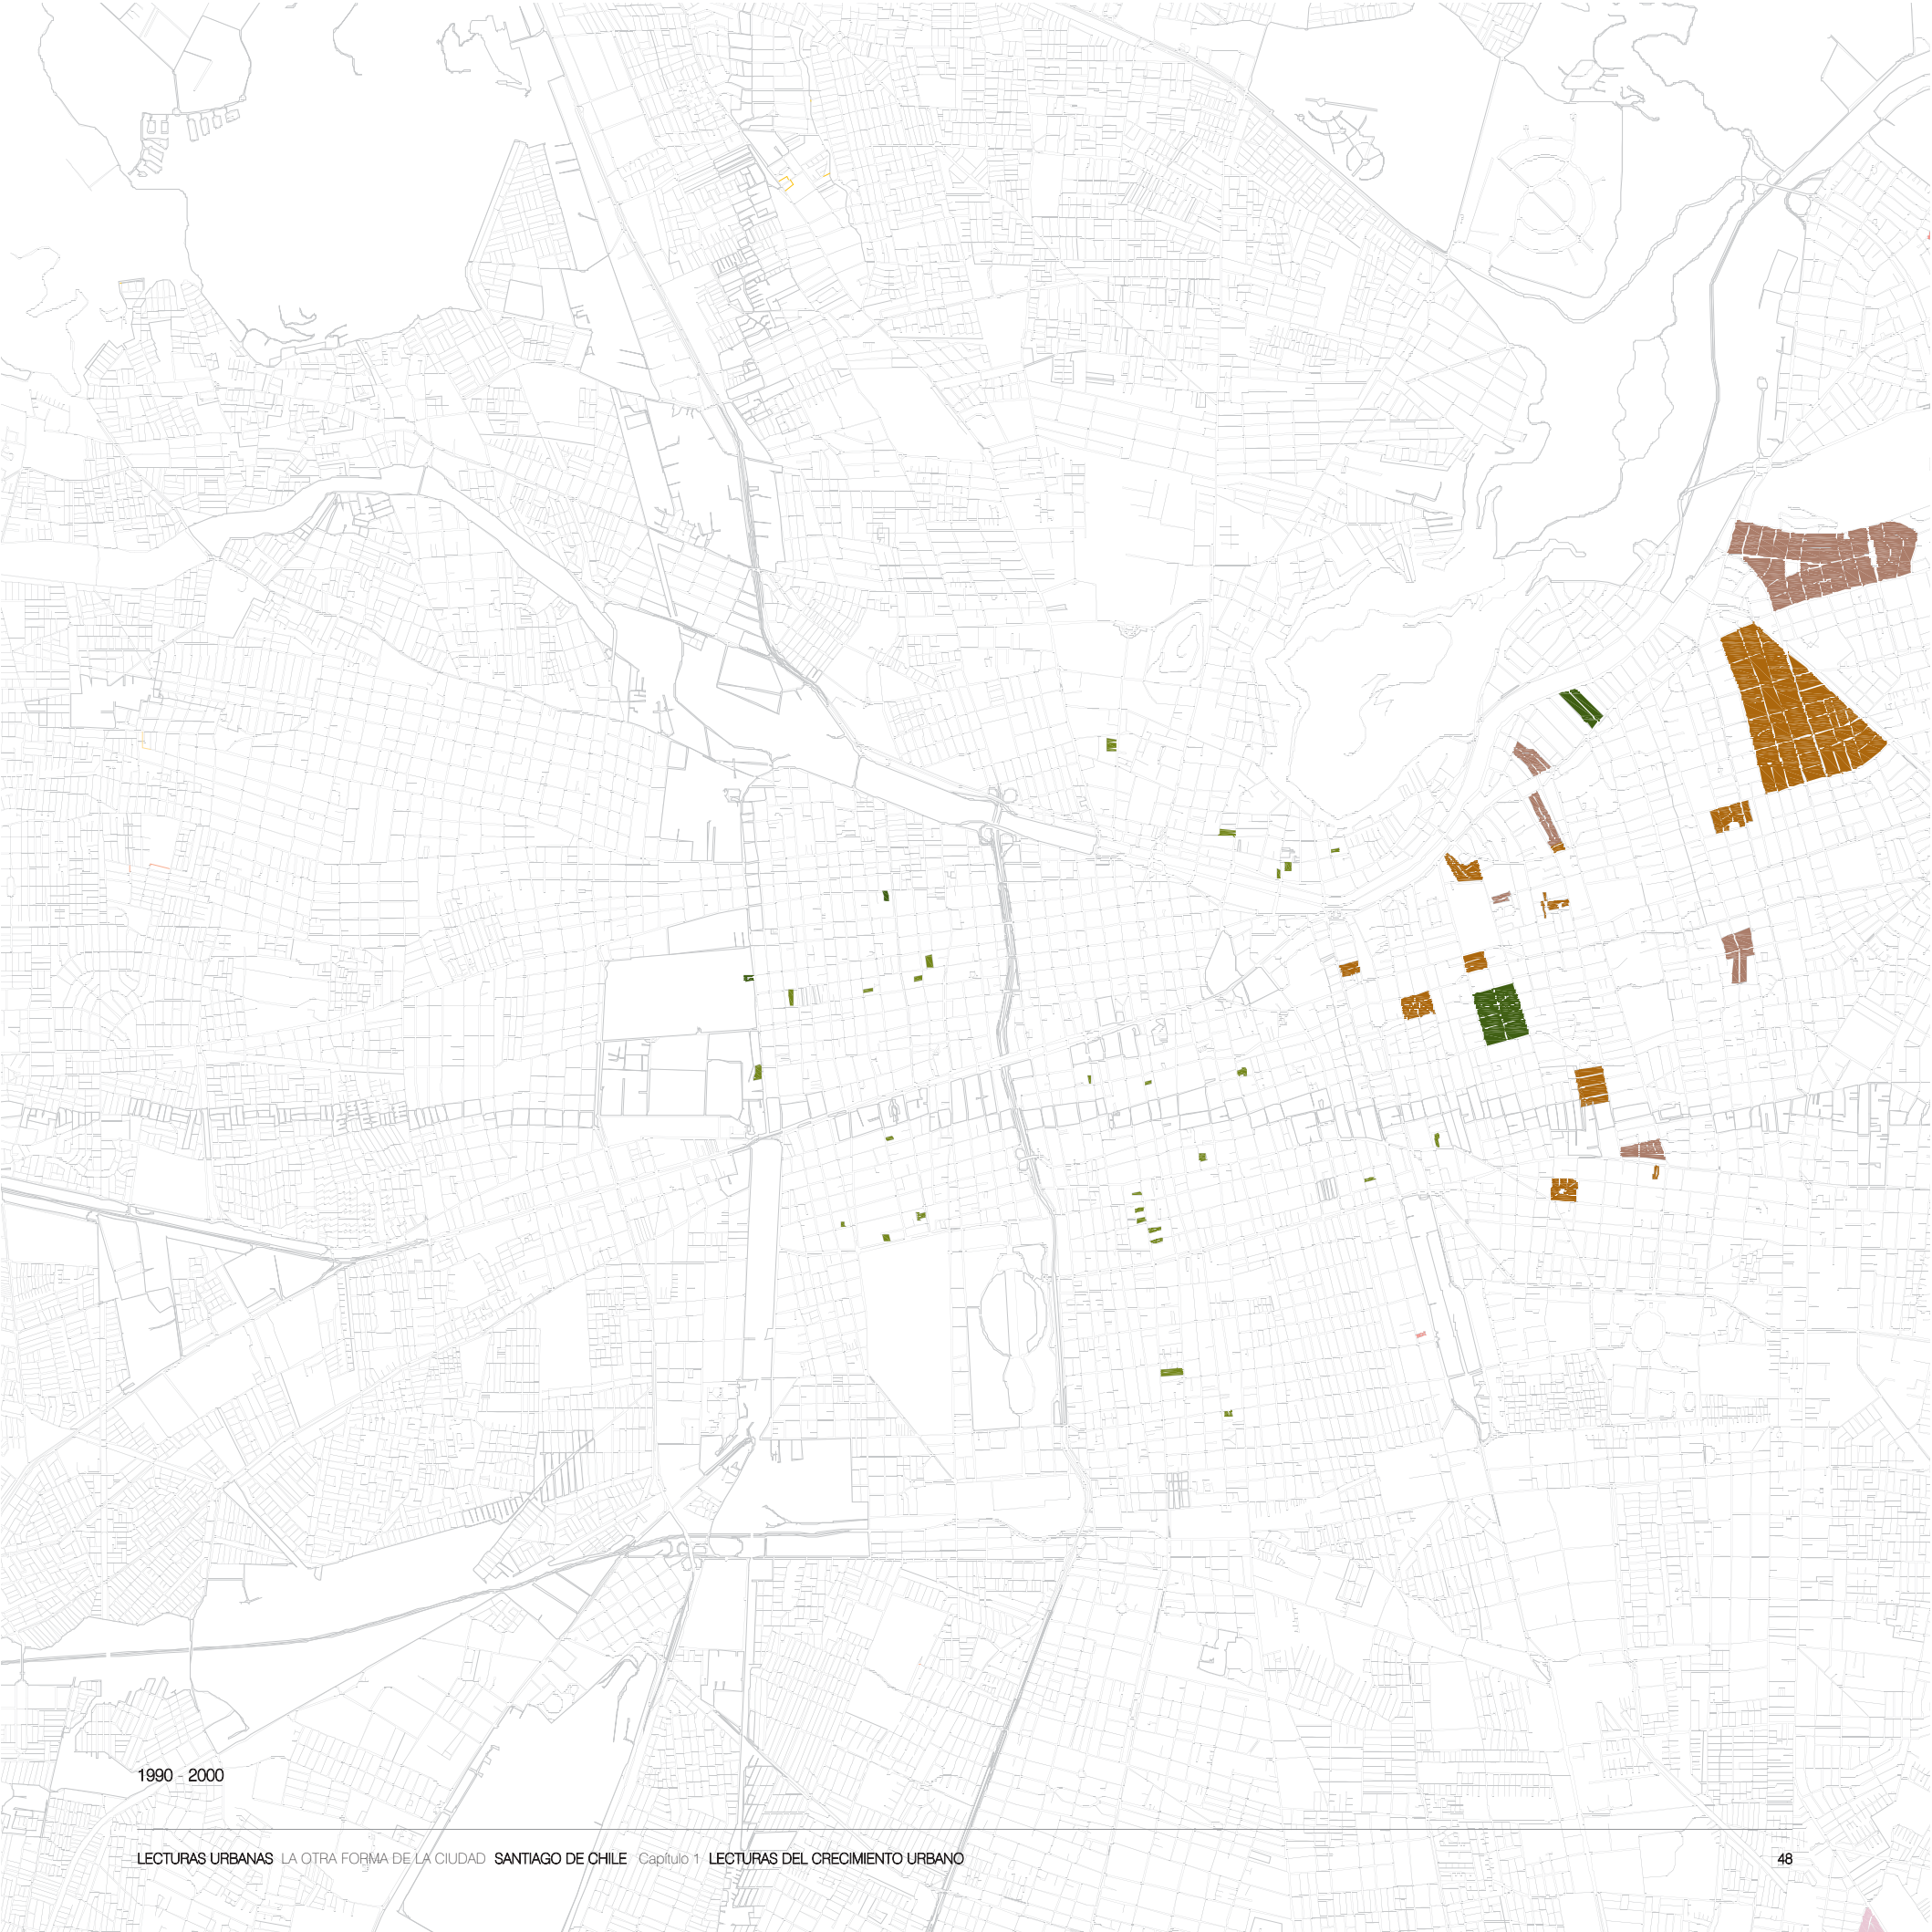 1990 - 2000
LECTURAS URBANAS LA OTRA FORMA DE LA CIUDAD SANTIAGO DE CHILE Capítulo 1 LECTURAS DEL CRECIMIENTO URBANO 48